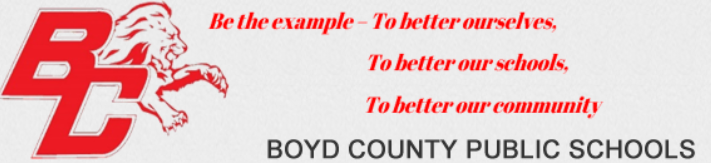 BC
Be the example – To better ourselves,
To better our schools,
To better our community
BOYD COUNTY PUBLIC SCHOOLS